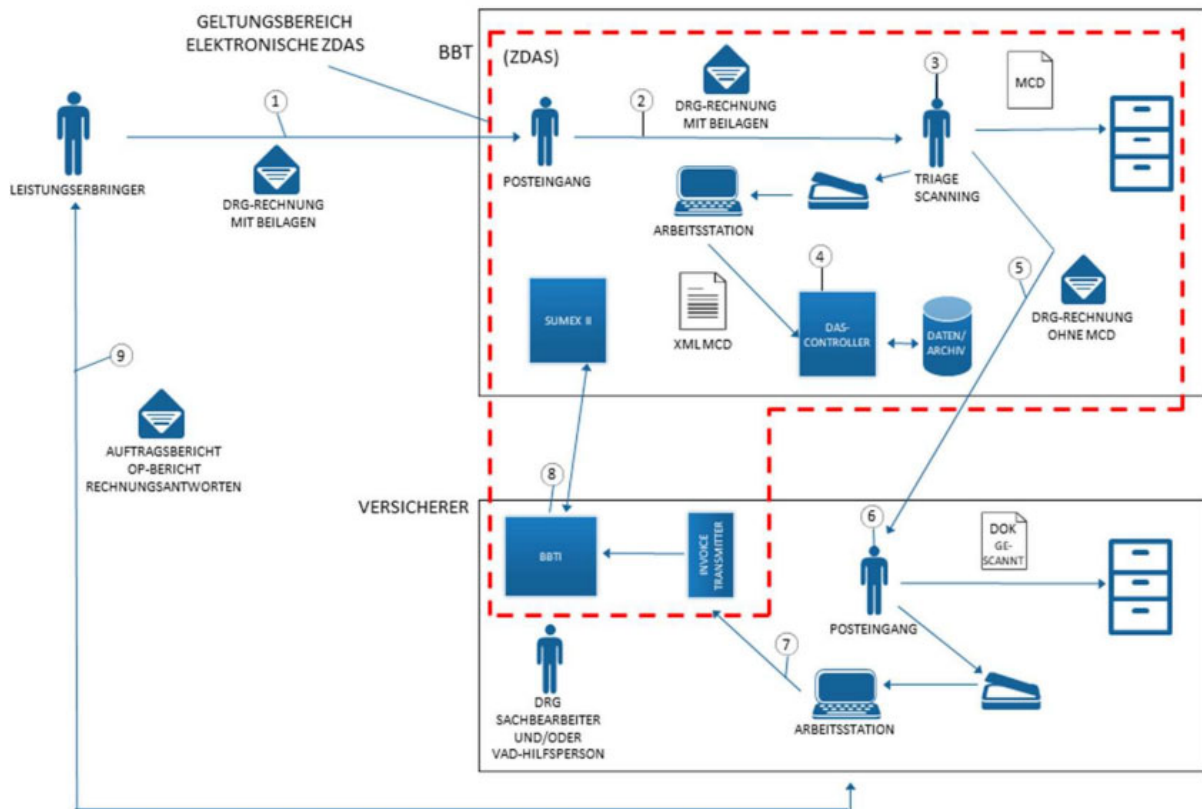 GELTUNGSBEREICH
ELEKTRONISCHE ZDAS
BBT
(ZDAS)
1
2
3
MCD
DRG-RECHNUNG
MIT BEILAGEN
LEISTUNGSERBRINGER
DRG-RECHNUNG
MIT BEILAGEN
POSTEINGANG
TRIAGE
SCANNING
ARBEITSSTATION
4
5
SUMEX II
XML MCD
DAS-
CONTROLLER
DATEN/
ARCHIV
DRG-RECHNUNG
OHNE MCD
9
AUFTRAGSBERICHT
OP-BERICHT
RECHNUNGSANTWORTEN
8
VERSICHERER
6
BBTI
INVOICE
TRANSMITTER
DOK
GE-
SCANNT
POSTEINGANG
7
DRG
SACHBEARBEITER
UND/ODER
VAD-HILFSPERSON
ARBEITSSTATION